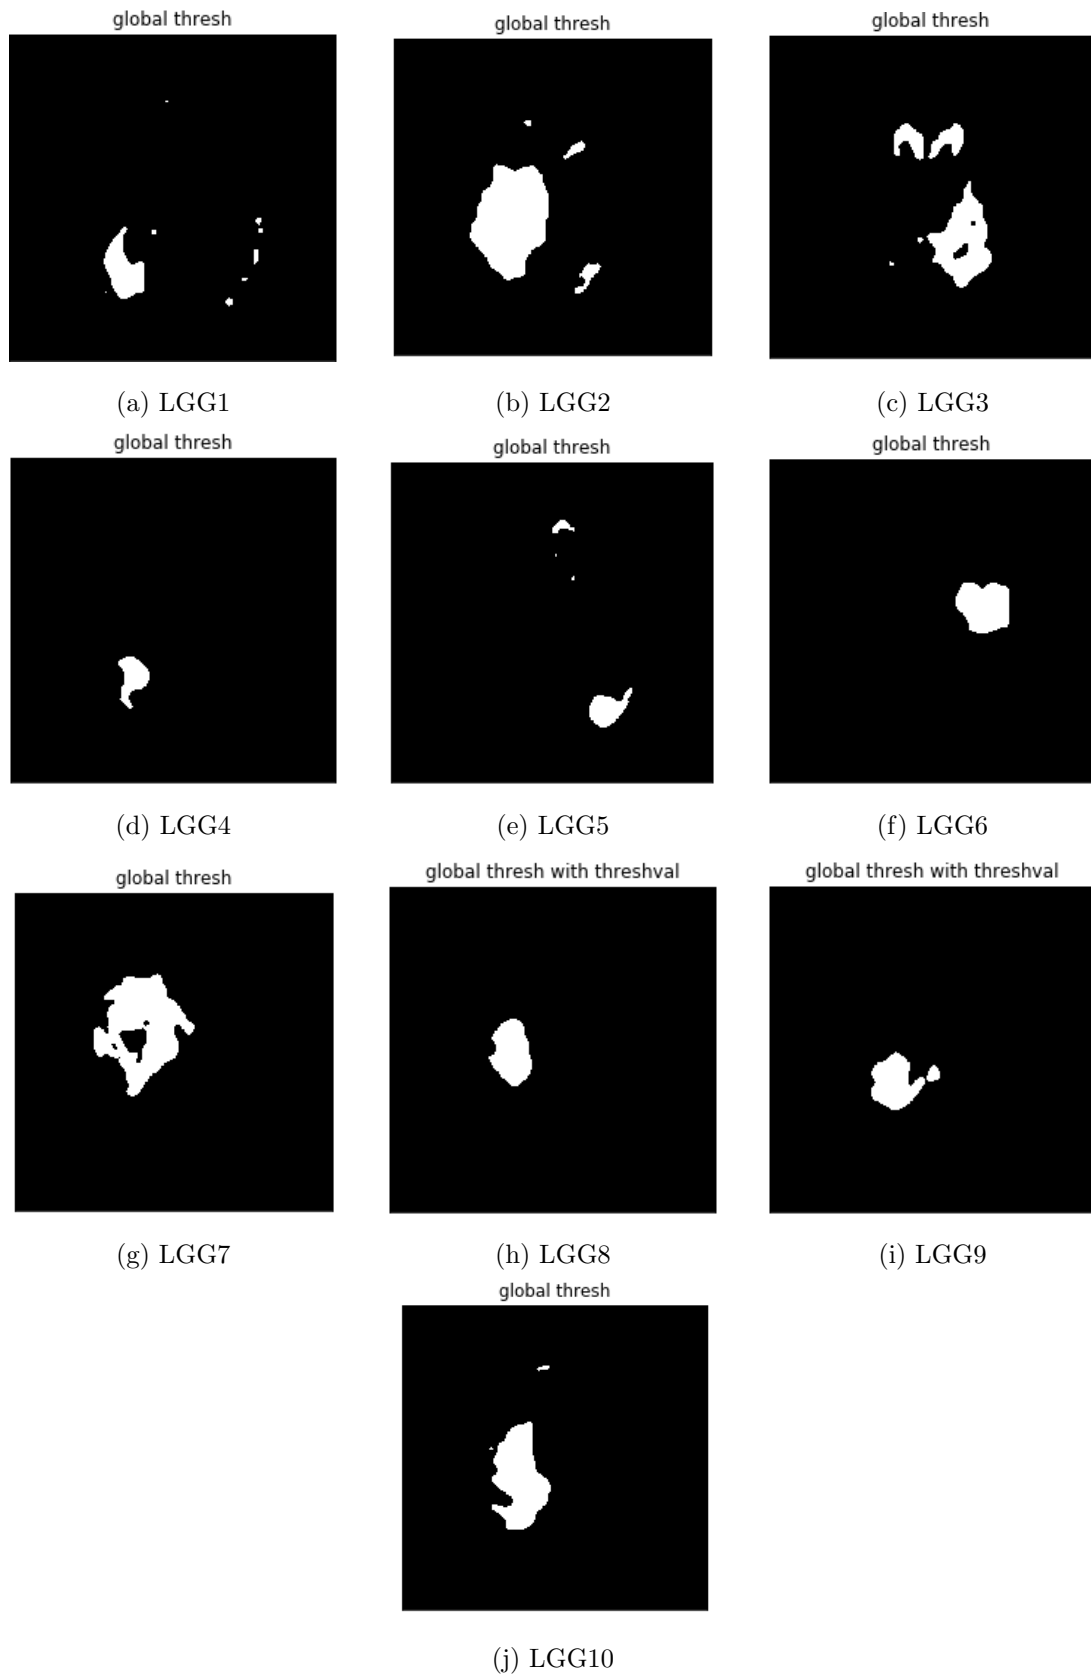 global thresh
global thresh
global thresh
(a) LGG1
(b) LGG2
(c) LGG3
global thresh
global thresh
global thresh
(d) LGG4
(e) LGG5
(f) LGG6
global thresh
global thresh with threshval
global thresh with threshval
(g) LGG7
(h) LGG8
(i) LGG9
global thresh
(j) LGG10